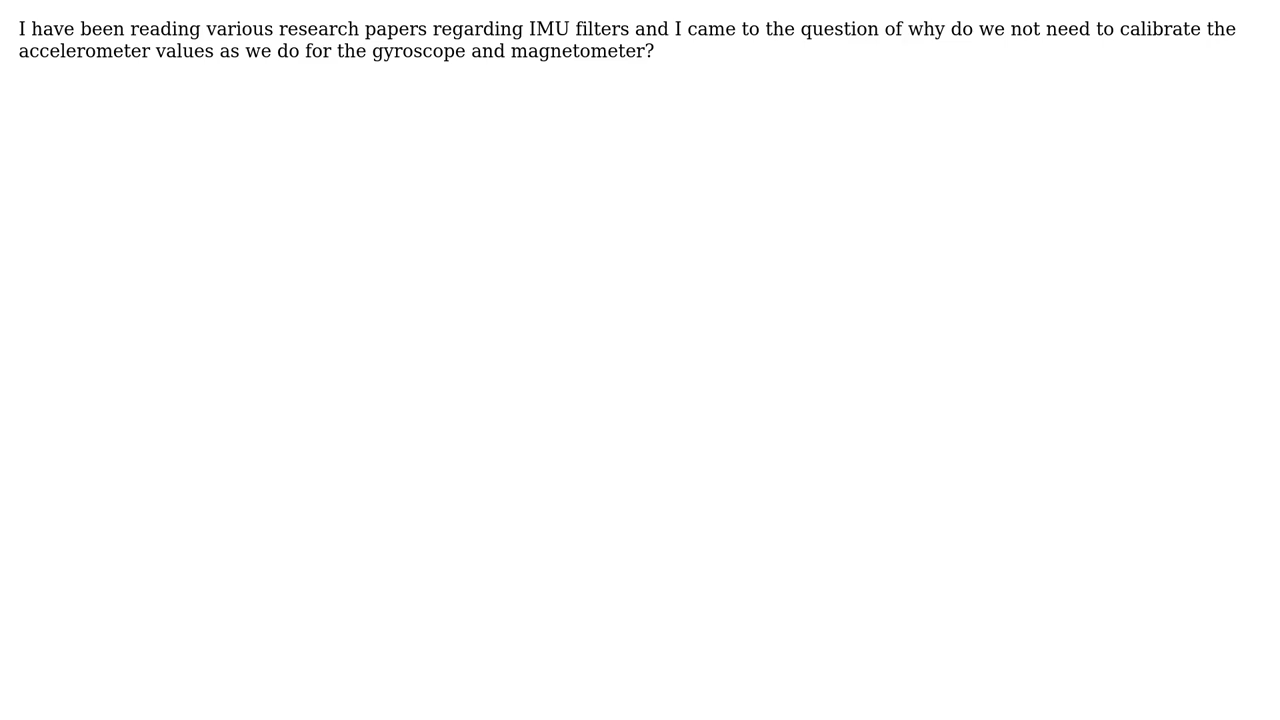 I have been reading various research papers regarding IMU filters and I came to the question of why do we not need to calibrate the
accelerometer values as we do for the gyroscope and magnetometer?